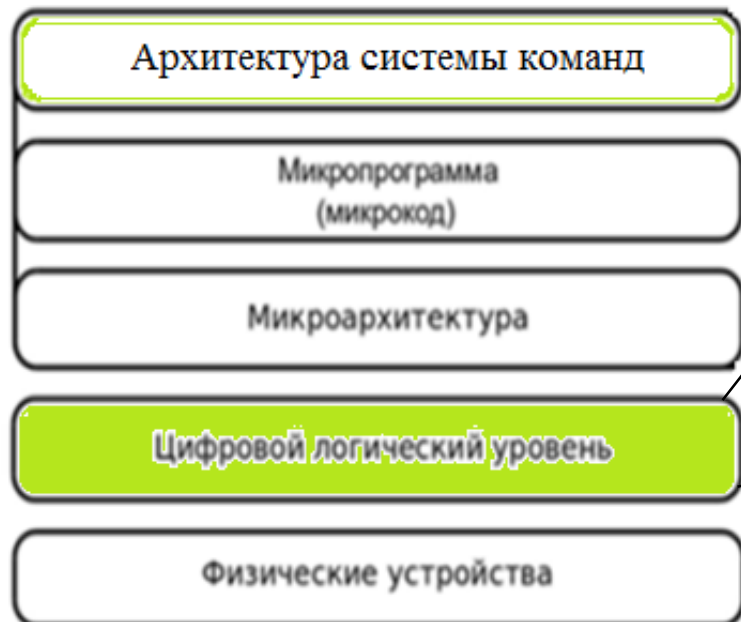 Архитектура системы команд
Микропрограмма
(микрокод)
Микроархитектура
Цифровой логический уровень
Физические устройства